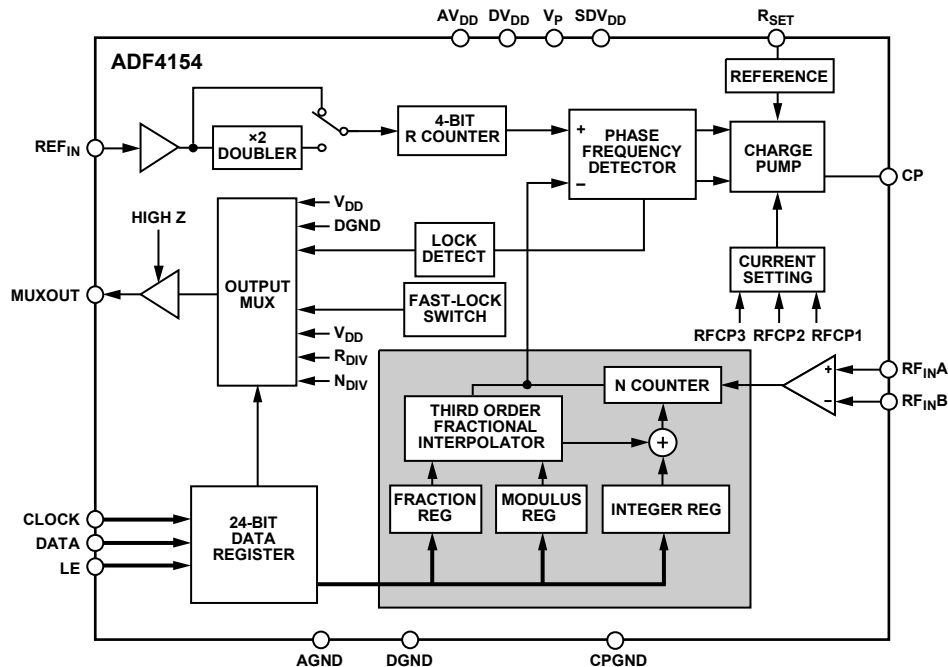 AVDD DVDD VP SDVDD RSET
ADF4154
REFERENCE
4-BIT
R COUNTER
+
−
PHASE
FREQUENCY
DETECTOR
CHARGE
PUMP
CP
REFIN
×2
DOUBLER
HIGH Z
MUXOUT
OUTPUT
MUX
VDD
DGND
LOCK
DETECT
FAST-LOCK
SWITCH
VDD
RDIV
NDIV
CURRENT
SETTING
RFCP3 RFCP2 RFCP1
N COUNTER
+
−
RFINA
RFINB
THIRD ORDER
FRACTIONAL
INTERPOLATOR
+
FRACTION
REG
MODULUS
REG
INTEGER REG
CLOCK
DATA
LE
24-BIT
DATA
REGISTER
AGND DGND CPGND